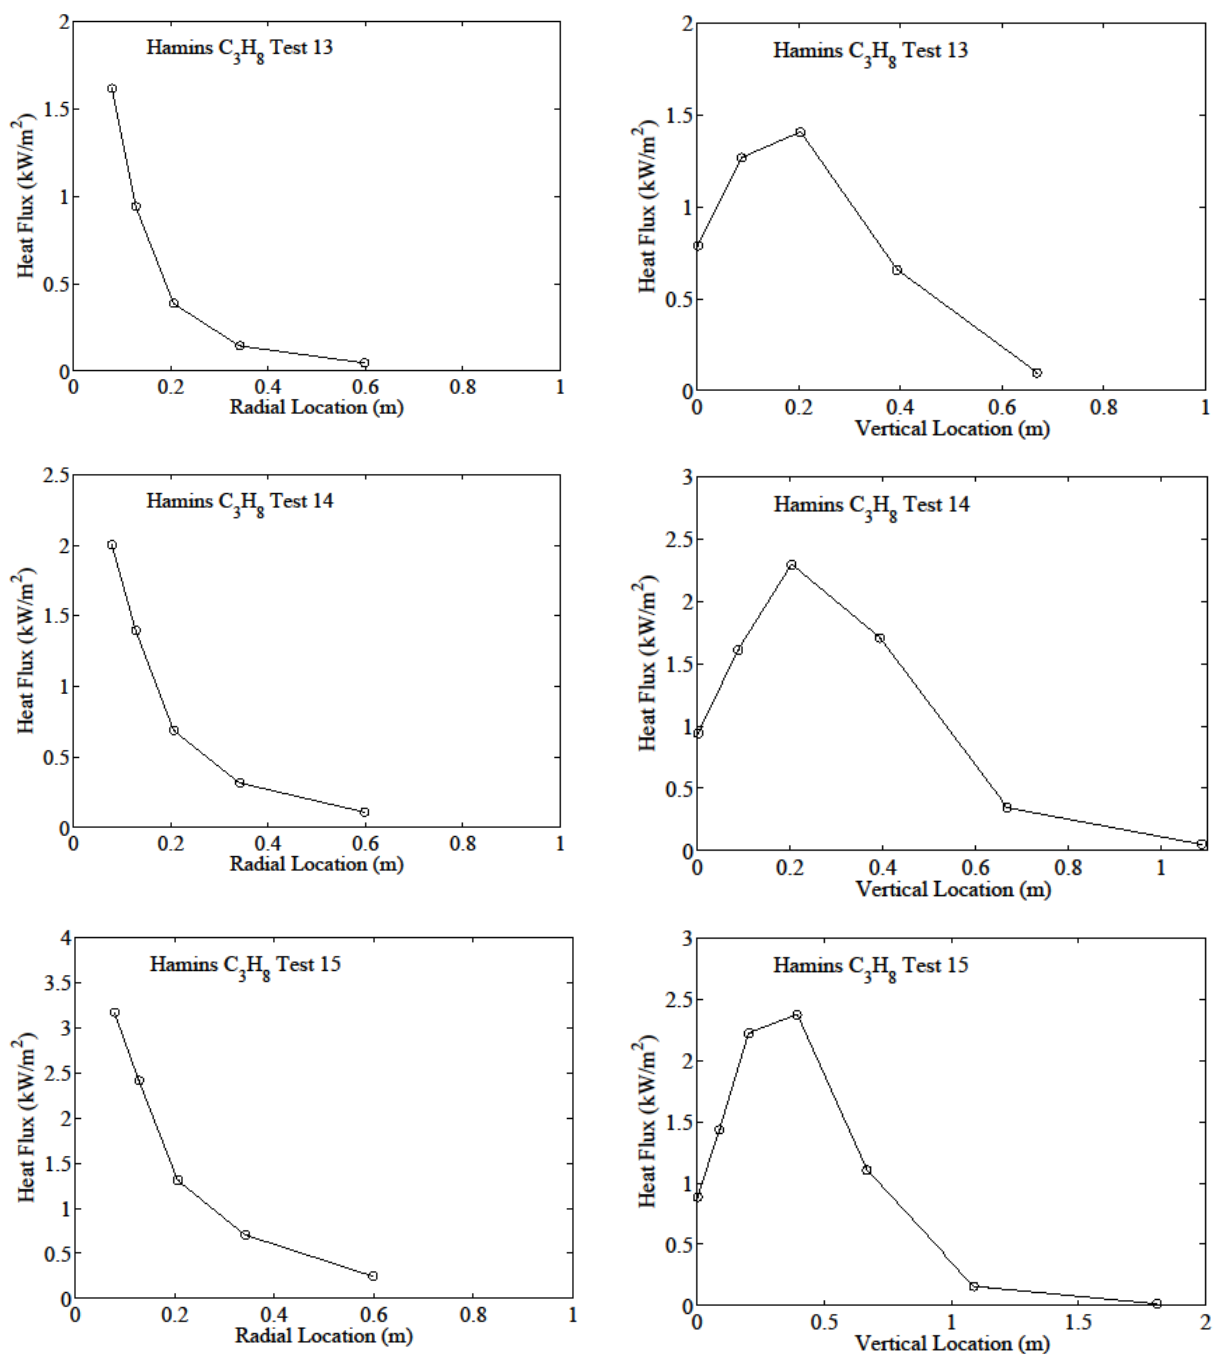 Hamins C3H8 Test 13
Heat Flux (kW/m2)
2
1.5
1
0.5
0
0 0.2 0.4 0.6 0.8 1
Radial Location (m)
Hamins C3H8 Test 13
Heat Flux (kW/m2)
2
1.5
1
0.5
0
0 0.2 0.4 0.6 0.8 1
Vertical Location (m)
Hamins C3H8 Test 14
Heat Flux (kW/m2)
2.5
2
1.5
1
0.5
0
0 0.2 0.4 0.6 0.8 1
Radial Location (m)
Hamins C3H8 Test 14
Heat Flux (kW/m2)
3
2.5
2
1.5
1
0.5
0
0 0.2 0.4 0.6 0.8 1
Vertical Location (m)
Hamins C3H8 Test 15
Heat Flux (kW/m2)
4
3.5
3
2.5
2
1.5
1
0.5
0
0 0.2 0.4 0.6 0.8 1
Radial Location (m)
Hamins C3H8 Test 15
Heat Flux (kW/m2)
3
2.5
2
1.5
1
0.5
0
0 0.5 1 1.5 2
Vertical Location (m)